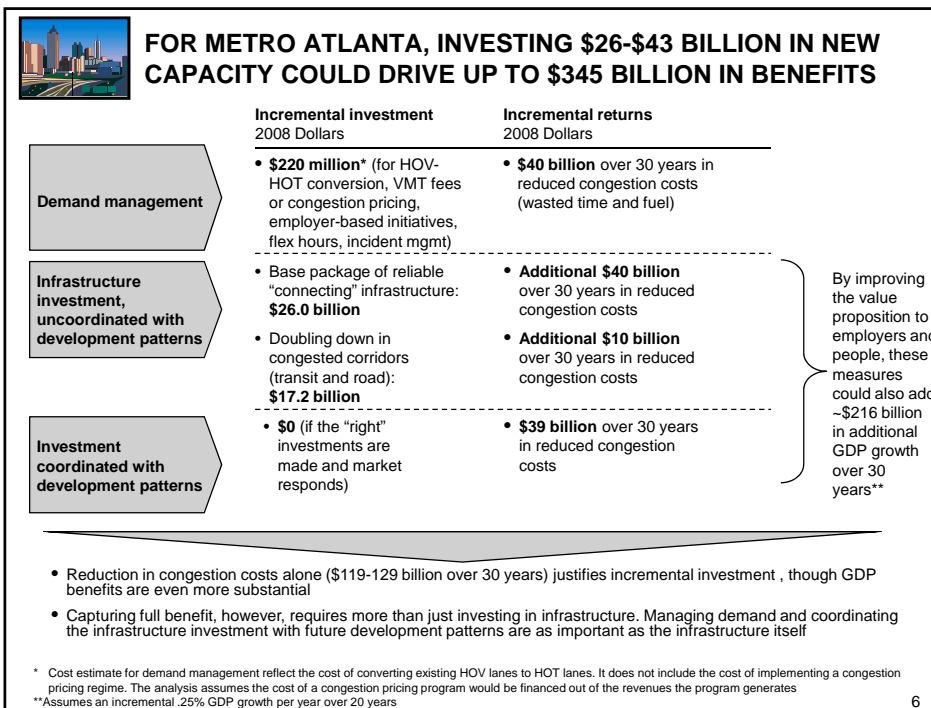 FOR METRO ATLANTA, INVESTING $26-$43 BILLION IN NEW
CAPACITY COULD DRIVE UP TO $345 BILLION IN BENEFITS
Incremental investment
2008 Dollars
Incremental returns
2008 Dollars
Demand management
• $220 million* (for HOV-
HOT conversion, VMT fees
or congestion pricing,
employer-based initiatives,
flex hours, incident mgmt)
• $40 billion over 30 years in
reduced congestion costs
(wasted time and fuel)
Infrastructure
investment,
uncoordinated with
development patterns
• Base package of reliable
“connecting” infrastructure:
$26.0 billion
• Additional $40 billion
over 30 years in reduced
congestion costs
• Doubling down in
congested corridors
(transit and road):
$17.2 billion
• Additional $10 billion
over 30 years in reduced
congestion costs
Investment
coordinated with
development patterns
• $0 (if the “right”
investments are
made and market
responds)
• $39 billion over 30 years
in reduced congestion
costs
By improving
the value
proposition to
employers and
people, these
measures
could also add
~$216 billion
in additional
GDP growth
over 30
years**
• Reduction in congestion costs alone ($119-129 billion over 30 years) justifies incremental investment , though GDP
benefits are even more substantial
• Capturing full benefit, however, requires more than just investing in infrastructure. Managing demand and coordinating
the infrastructure investment with future development patterns are as important as the infrastructure itself
* Cost estimate for demand management reflect the cost of converting existing HOV lanes to HOT lanes. It does not include the cost of implementing a congestion
pricing regime. The analysis assumes the cost of a congestion pricing program would be financed out of the revenues the program generates
**Assumes an incremental .25% GDP growth per year over 20 years
6